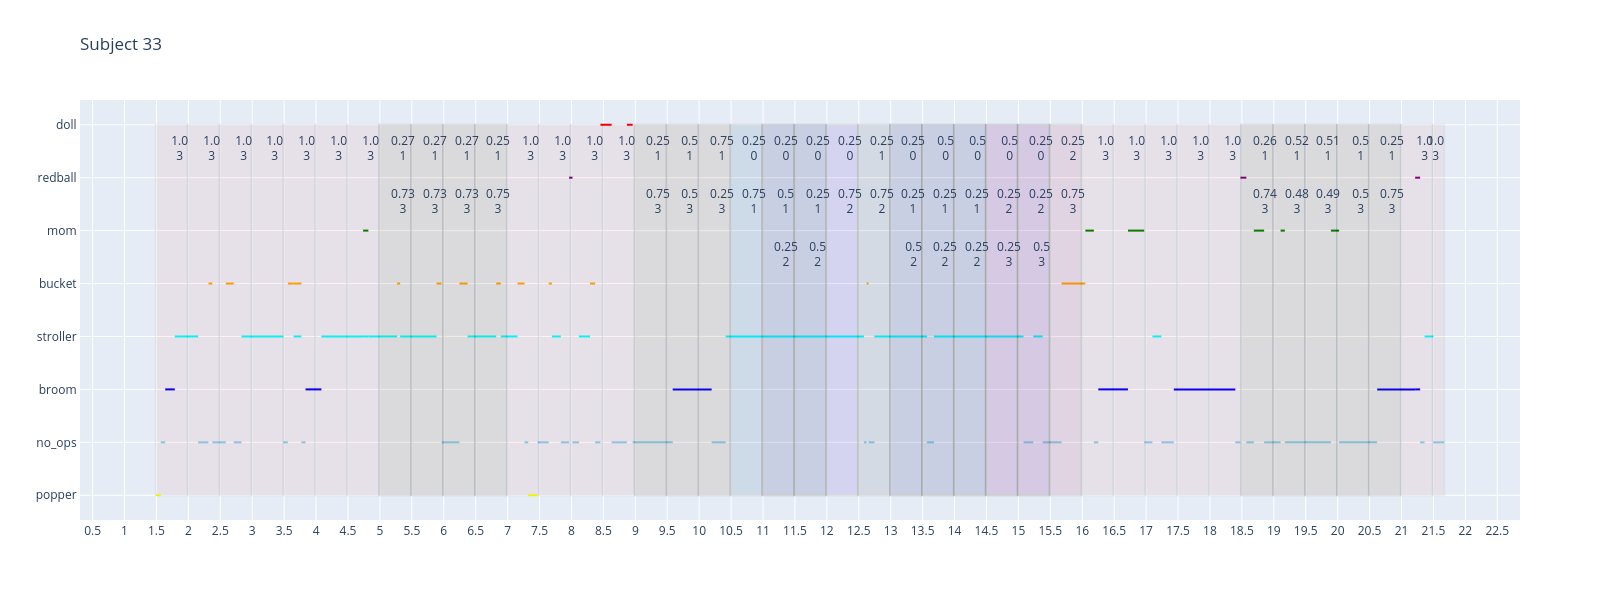 Subject 33
doll
1.0 1.0 1.0 1.0 1.0 1.0 1.0 0.27 0.27 0.27 0.25 1.0 1.0 1.0 1.0 0.25 0.5 0.75 0.25 0.25 0.25 0.25 0.25 0.25 0.5 0.5 0.5 0.25 0.25 1.0 1.0 1.0 1.0 1.0 0.26 0.52 0.51 0.5 0.25 1.0 1.0
3 3 3 3 3 3 3 1 1 1 1 3 3 3 3 1 1 1 0 0 0 0 1 0 0 0 0 0 2 3 3 3 3 3 1 1 1 1 1 3 3
redball
0.73 0.73 0.73 0.75 0.75 0.5 0.25 0.75 0.5 0.25 0.75 0.75 0.25 0.25 0.25 0.25 0.25 0.75 0.74 0.48 0.49 0.5 0.75
3 3 3 3 3 3 3 1 1 1 2 2 1 1 1 2 2 3 3 3 3 3 3
mom
0.25 0.5 0.5 0.25 0.25 0.25 0.5
2 2 2 2 2 3 3
bucket
stroller
broom
no_ops
popper
0.5 1 1.5 2 2.5 3 3.5 4 4.5 5 5.5 6 6.5 7 7.5 8 8.5 9 9.5 10 10.5 11 11.5 12 12.5 13 13.5 14 14.5 15 15.5 16 16.5 17 17.5 18 18.5 19 19.5 20 20.5 21 21.5 22 22.5